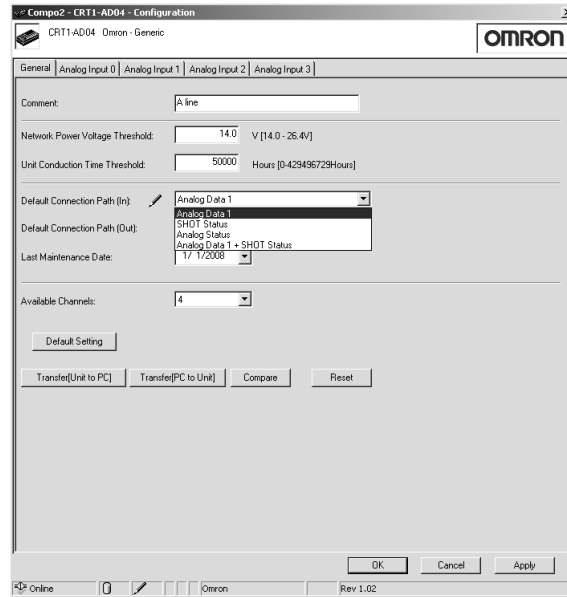 Compo2 - CRT1-AD04 - Configuration
CRT1-AD04 Omron - Generic
OMRON
General Analog Input 0 Analog Input 1 Analog Input 2 Analog Input 3
Comment: A line
Network Power Voltage Threshold: 14.0 V [14.0 - 26.4V]
Unit Conduction Time Threshold: 50000 Hours [0-429496729Hours]
Default Connection Path (In): Analog Data 1
Analog Data 1
SHOT Status
Default Connection Path (Out):
Analog Status
Analog Data 1 + SHOT Status
Last Maintenance Date: 1/ 1/2008
Available Channels: 4
Default Setting
Transfer[Unit to PC] Transfer[PC to Unit] Compare Reset
OK Cancel Apply
Online Omron Rev 1.02